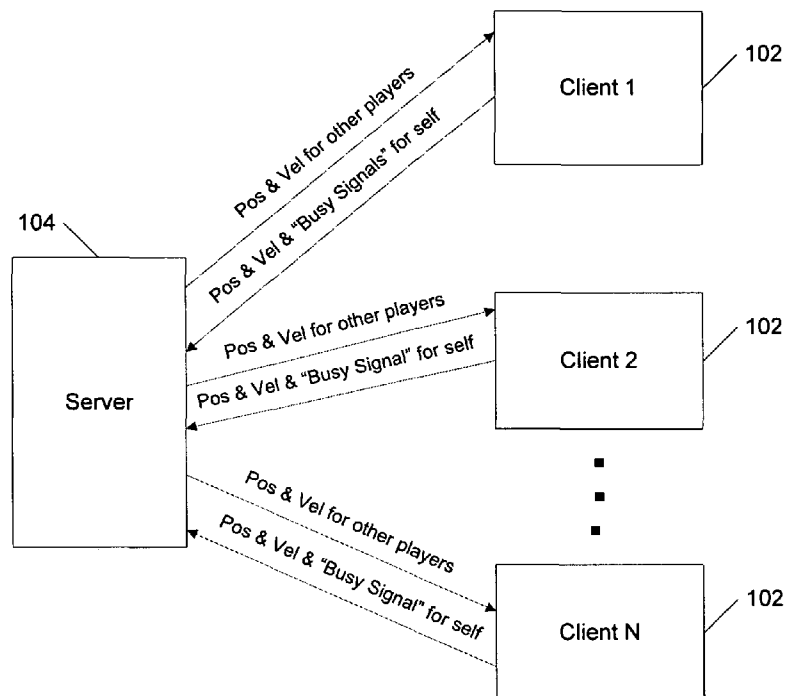 Client 1
102
Pos & Vel for other players
Pos & Vel & “Busy Signals” for self
104
Server
Pos & Vel for other players
Pos & Vel & “Busy Signal” for self
Client 2
102
Pos & Vel for other players
Pos & Vel & “Busy Signal” for self
Client N
102